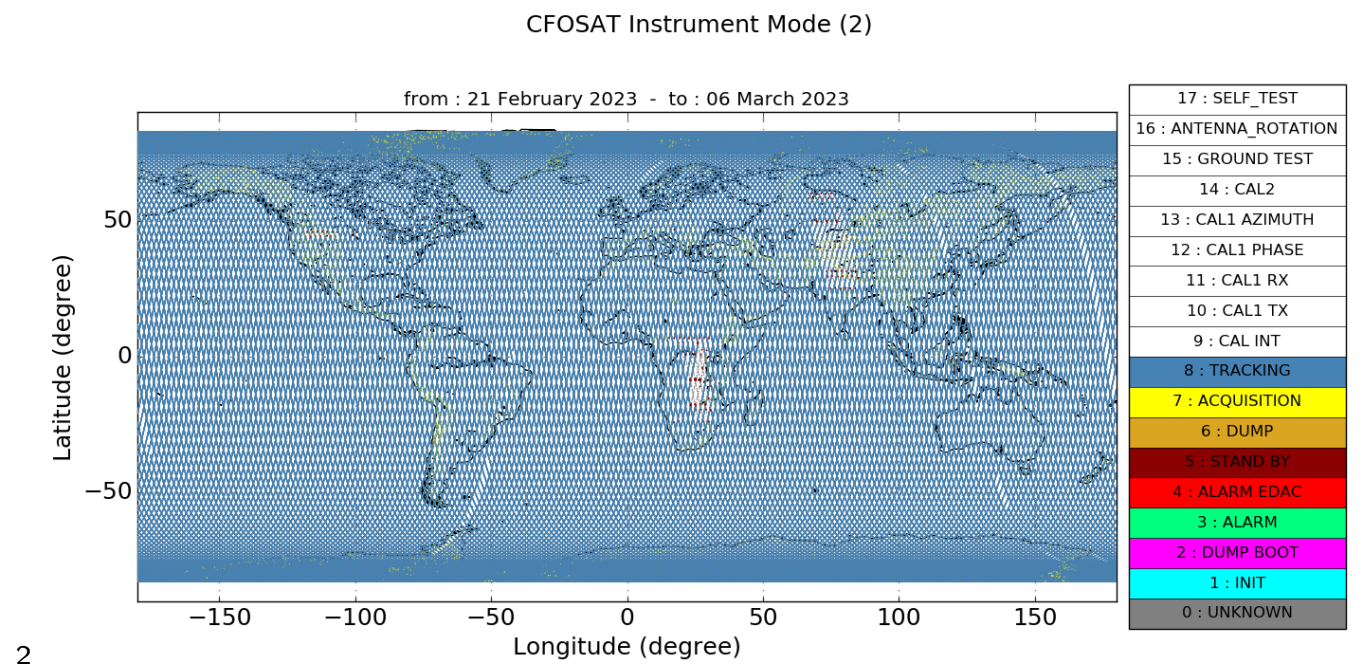 CFOSAT Instrument Mode (2)
from : 21 February 2023  -  to : 06 March 2023
17 : SELF_TEST
16 : ANTENNA_ROTATION
15 : GROUND TEST
14 : CAL2
13 : CAL1 AZIMUTH
12 : CAL1 PHASE
11 : CAL1 RX
10 : CAL1 TX
9 : CAL INT
8 : TRACKING
7 : ACQUISITION
6 : DUMP
5 : STAND BY
4 : ALARM EDAC
3 : ALARM
2 : DUMP BOOT
1 : INIT
0 : UNKNOWN
Latitude (degree)
50
0
−50
−150 −100 −50 0 50 100 150
Longitude (degree)
2